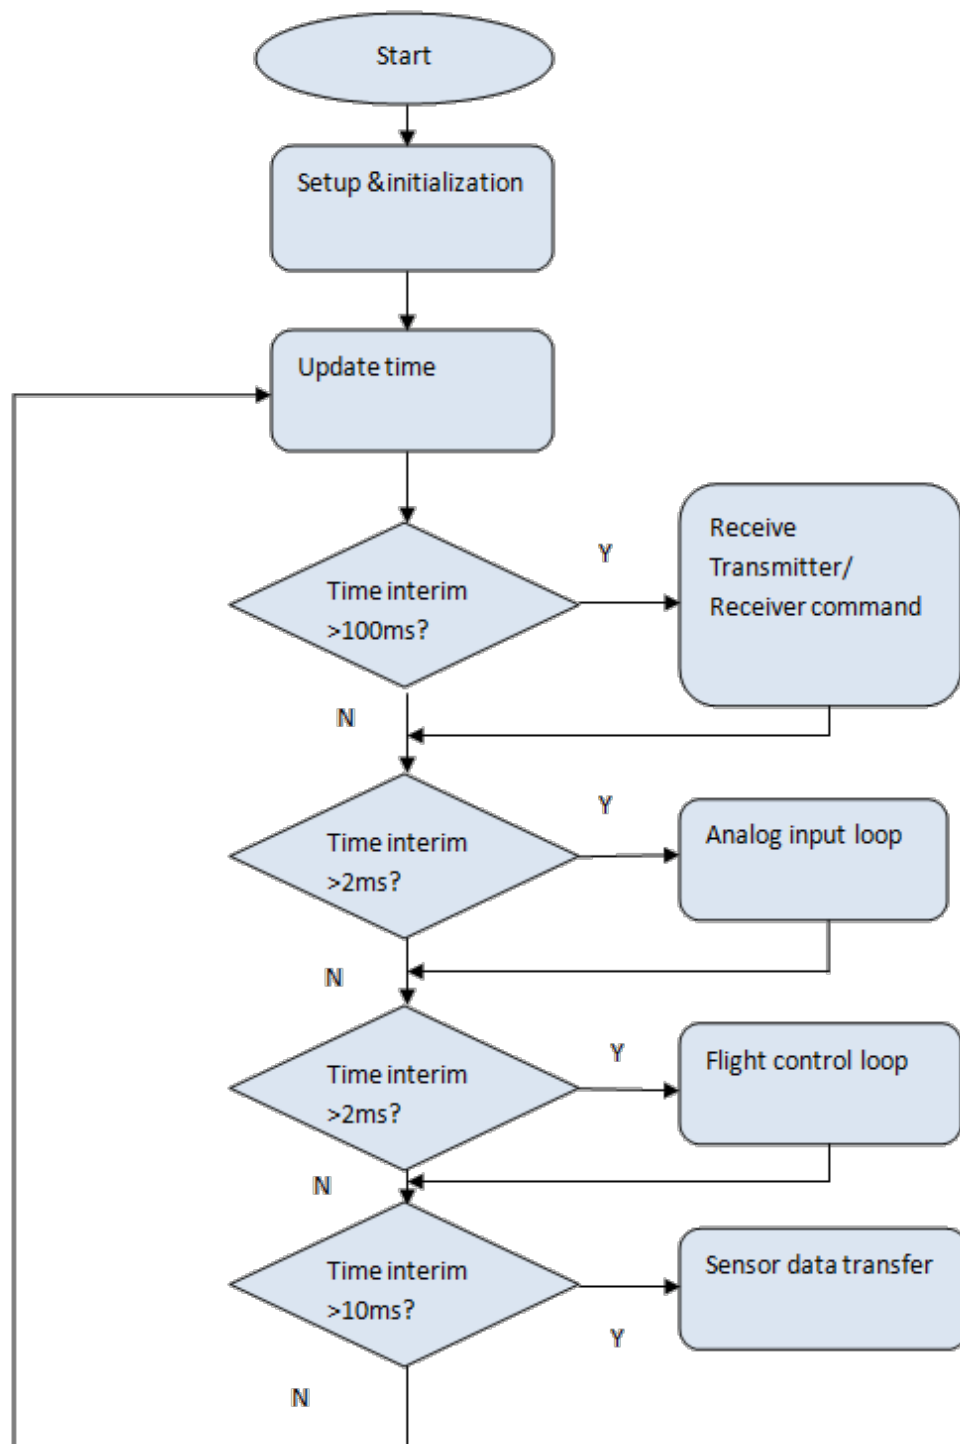 Start
Setup &initialization
Update time
Time interim
>100ms?
Y
Receive
Transmitter/
Receiver command
N
Time interim
>2ms?
Y
Analog input loop
N
Time interim
>2ms?
Y
Flight control loop
N
Time interim
>10ms?
Y
Sensor data transfer
N